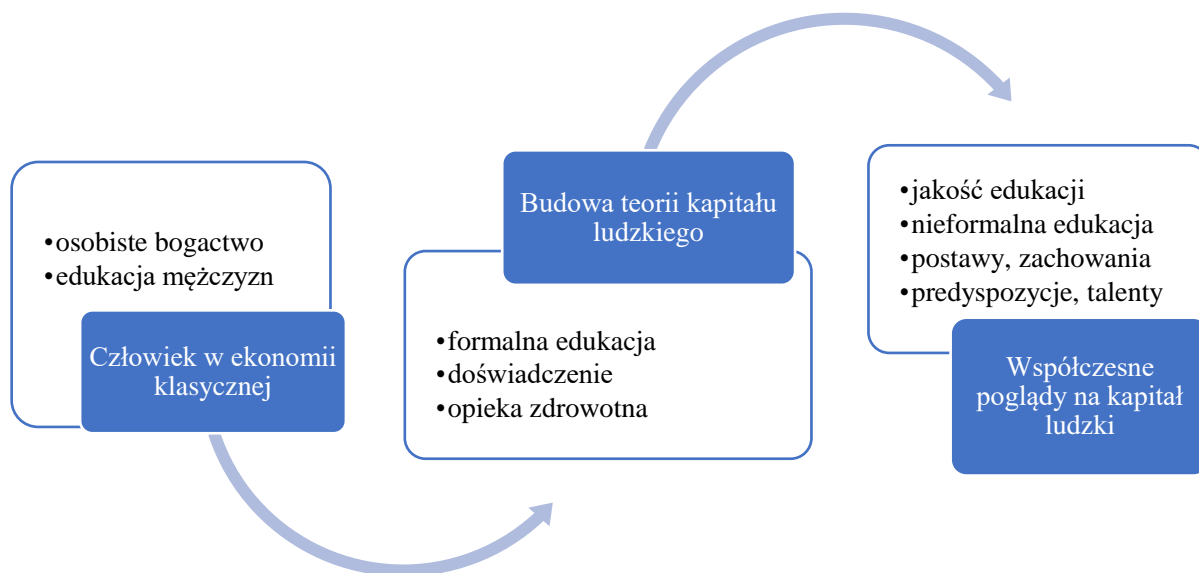 •osobiste bogactwo
•edukacja mężczyzn
Człowiek w ekonomii
klasycznej
Budowa teorii kapitału
ludzkiego
•formalna edukacja
•doświadczenie
•opieka zdrowotna
•jakość edukacji
•nieformalna edukacja
•postawy, zachowania
•predyspozycje, talenty
Współczesne
poglądy na kapitał
ludzki